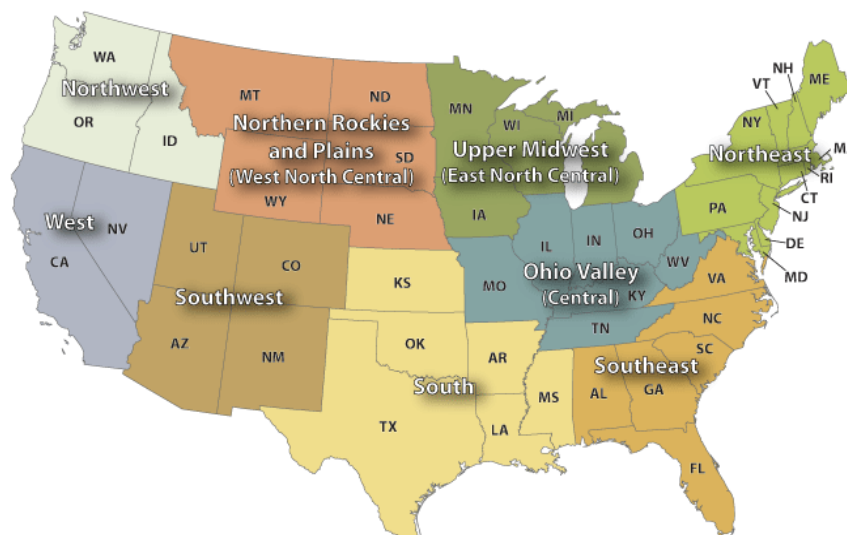 WA
Northwest
OR
ID
MT
ND
Northern Rockies
and Plains
(West North Central)
SD
WY
NE
MN
WI
MI
Upper Midwest
(East North Central)
IA
VT
NH
ME
NY
Northeast
MA
RI
CT
PA
NJ
DE
MD
West
NV
CA
UT
CO
Southwest
AZ
NM
KS
OK
AR
South
TX
LA
MS
IL
IN
OH
WV
Ohio Valley
(Central)
MO
KY
TN
VA
NC
SC
Southeast
AL
GA
FL